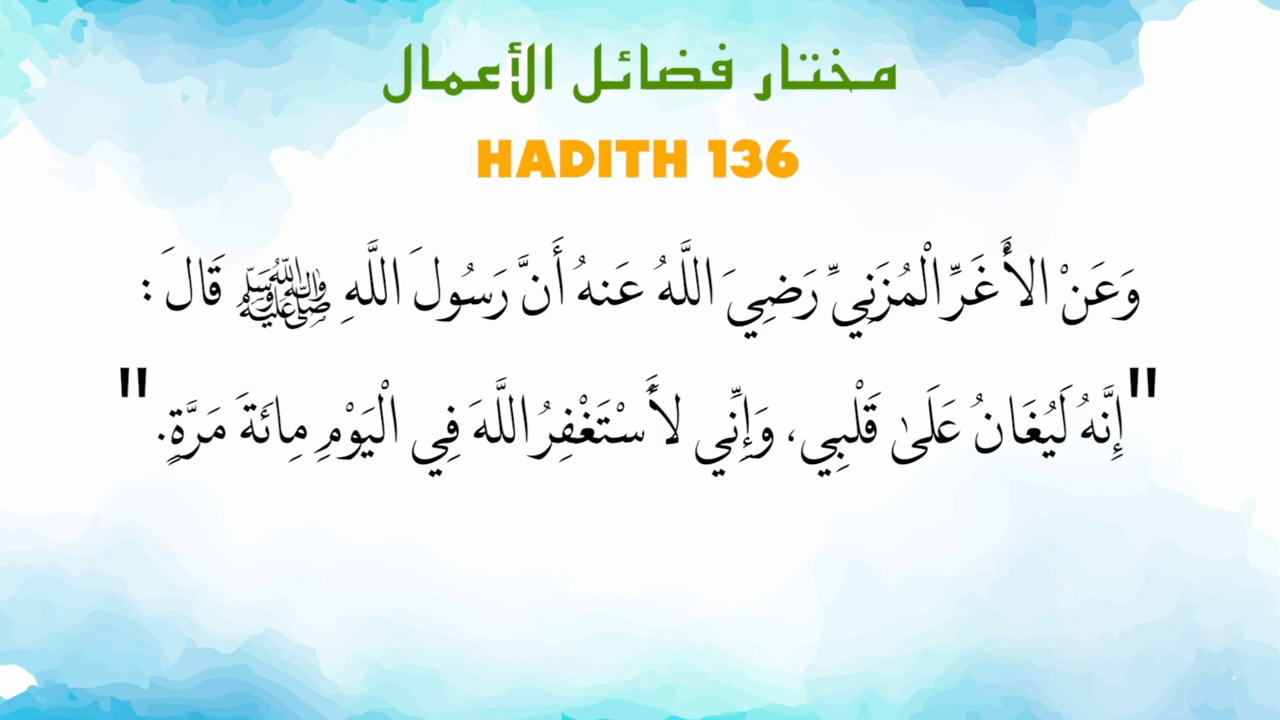 مختار فضائل الأعمال
HADITH 136
وَعَنْ الأَغَرِّ الْمُزَنِيِّ رَضِيَ اللَّهُ عَنهُ أَنَّ رَسُولَ اللَّهِ ﷺ قَالَ :
"إِنَّهُ لَيُغَانُ عَلَىٰ قَلْبِي، وَإِنِّي لأَسْتَغْفِرُ اللَّهَ فِي الْيَوْمِ مِائَةَ مَرَّةٍ."